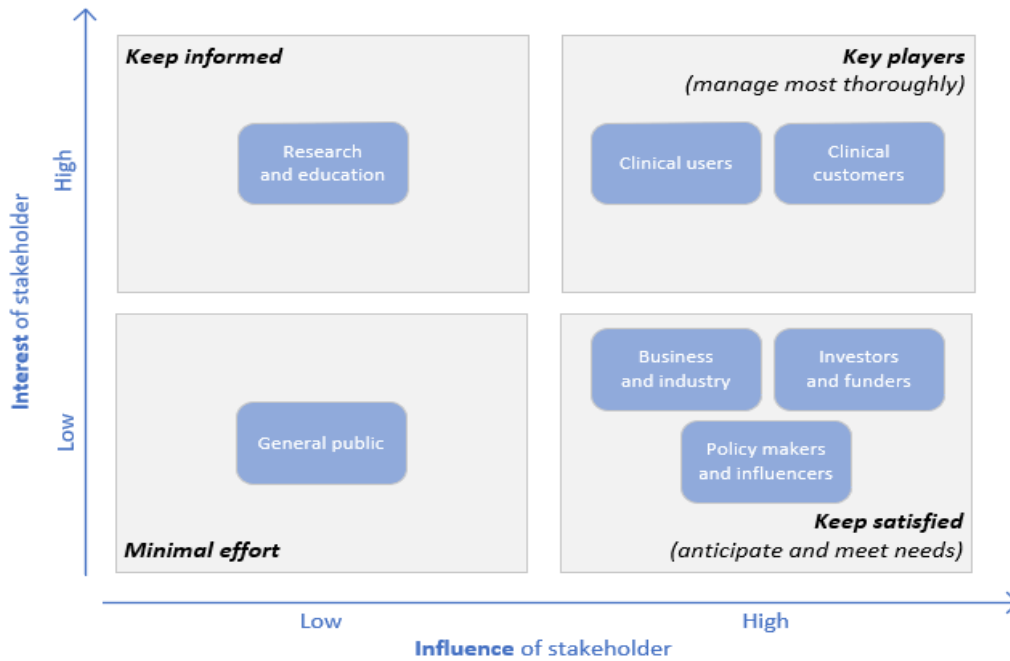 Keep informed
Research
and education
Key players
(manage most thoroughly)
Clinical users
Clinical
customers
High
Interest of stakeholder
Low
General public
Minimal effort
Business
and industry
Investors
and funders
Policy makers
and influencers
Keep satisfied
(anticipate and meet needs)
Low
High
Influence of stakeholder